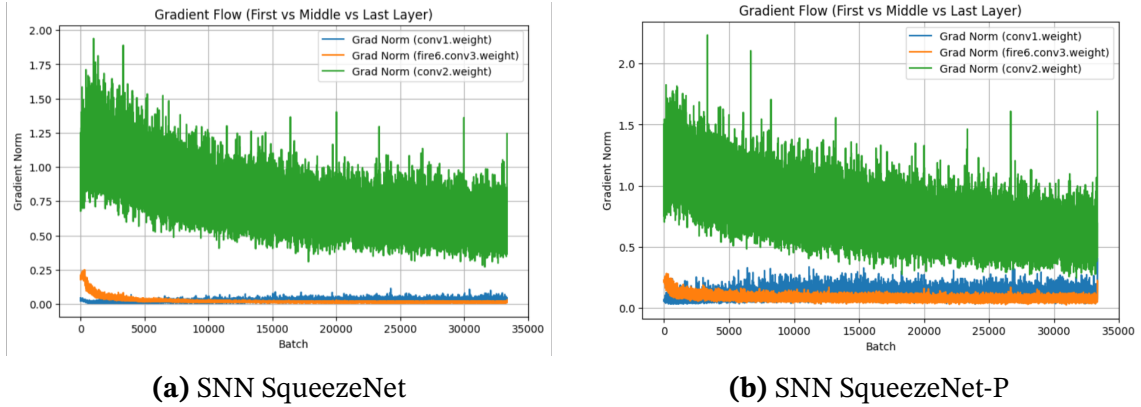 Gradient Flow (First vs Middle vs Last Layer)
Grad Norm (conv1.weight)
Grad Norm (fire6.conv3.weight)
Grad Norm (conv2.weight)
Gradient Norm
2.00
1.75
1.50
1.25
1.00
0.75
0.50
0.25
0.00
0 5000 10000 15000 20000 25000 30000 35000
Batch
(a) SNN SqueezeNet
Gradient Flow (First vs Middle vs Last Layer)
Grad Norm (conv1.weight)
Grad Norm (fire6.conv3.weight)
Grad Norm (conv2.weight)
Gradient Norm
2.0
1.5
1.0
0.5
0.0
0 5000 10000 15000 20000 25000 30000 35000
Batch
(b) SNN SqueezeNet-P